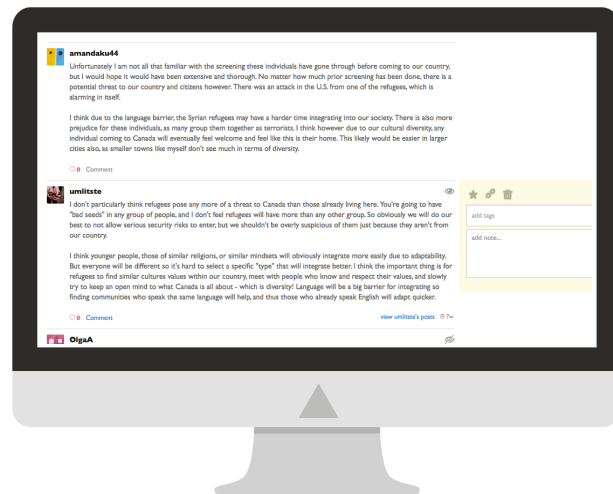 amandaku44
Unfortunately I am not all that familiar with the screening these individuals have gone through before coming to our country,
but I would hope it would have been extensive and thorough. No matter how much prior screening has been done, there is a
potential threat to our country and citizens however. There was an attack in the U.S. from one of the refugees, which is
alarming in itself.
I think due to the language barrier, the Syrian refugees may have a harder time integrating into our society. There is also more
prejudice for these individuals, as many group them together as terrorists. I think however due to our cultural diversity, any
individual coming to Canada will eventually feel welcome and feel like this is their home. This likely would be easier in larger
cities also, as smaller towns like myself don't see much in terms of diversity.
0 Comment
umlitste
I don't particularly think refugees pose any more of a threat to Canada than those already living here. You're going to have
"bad seeds" in any group of people, and I don't feel refugees will have more than any other group. So obviously we will do our
best to not allow serious security risks to enter, but we shouldn't be overly suspicious of them just because they aren't from
our country.
I think younger people, those of similar religions, or similar mindsets will obviously integrate more easily due to adaptability.
But everyone will be different so it's hard to select a specific "type" that will integrate better. I think the important thing is for
refugees to find similar cultures values within our country, meet with people who know and respect their values, and slowly
try to keep an open mind to what Canada is all about - which is diversity! Language will be a big barrier for integrating so
finding communities who speak the same language will help, and thus those who already speak English will adapt quicker.
0 Comment view umlitste's posts 7w
add tags
add note...
OlgaA